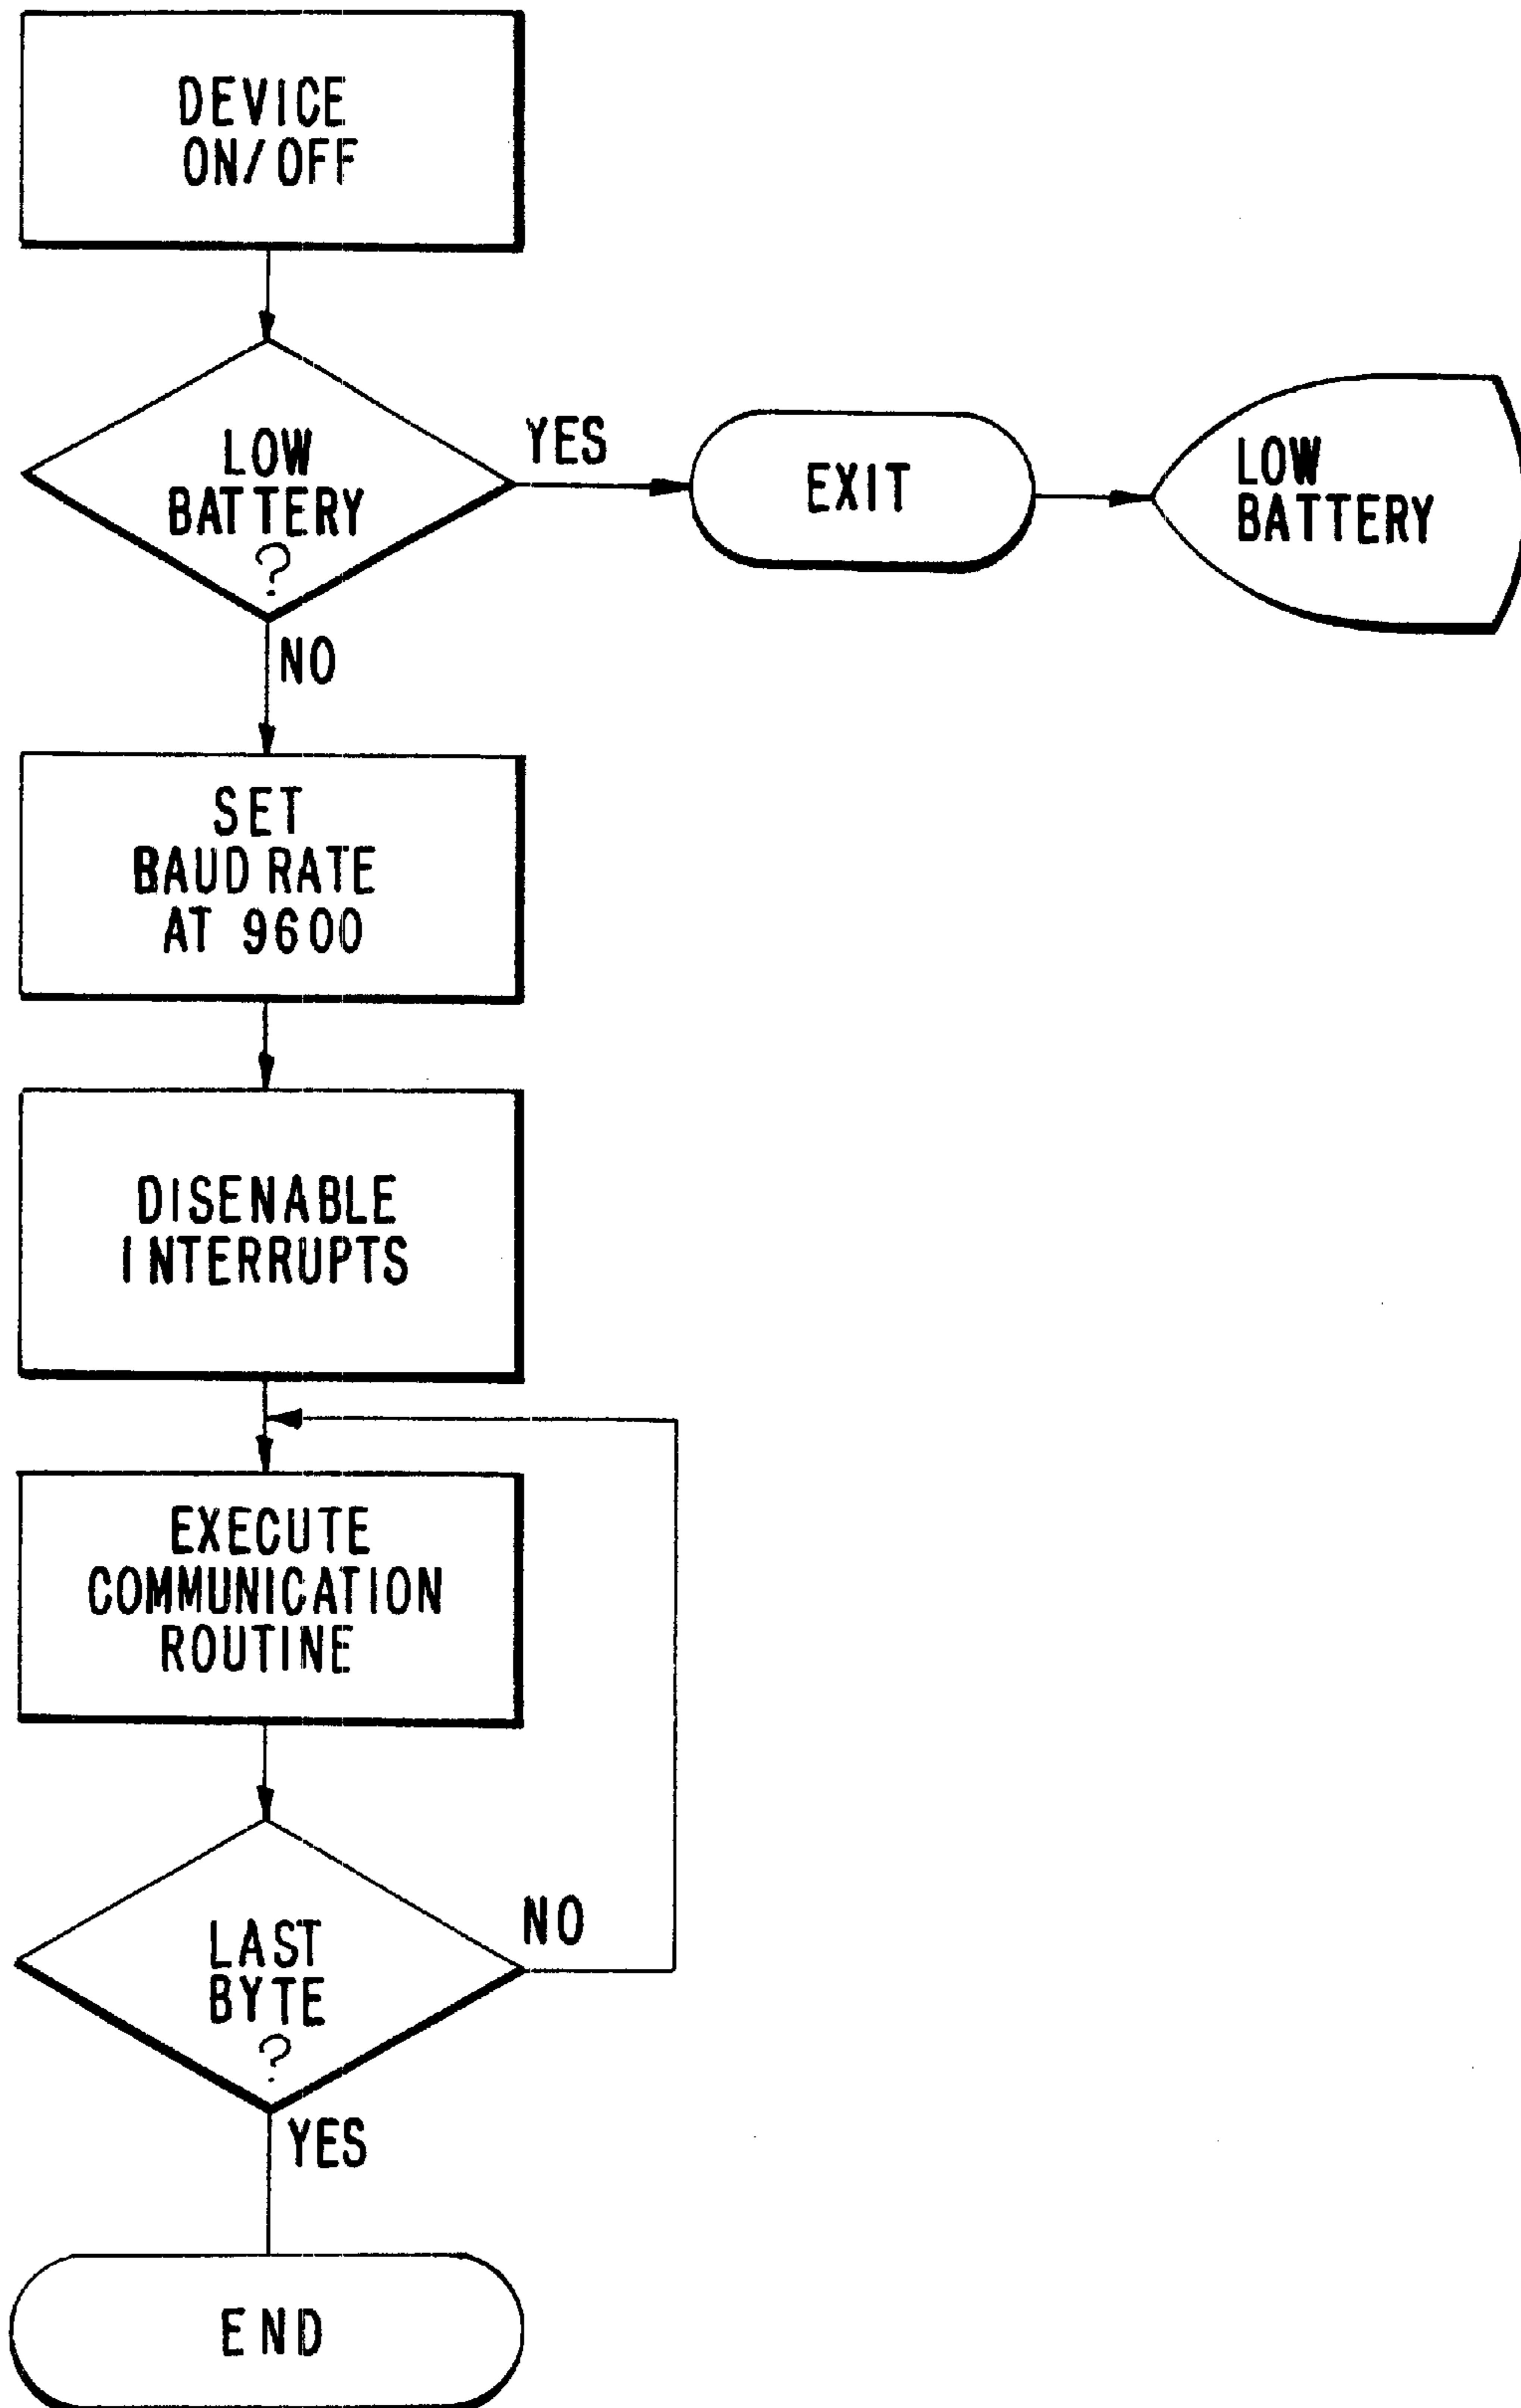 DEVICE
ON/OFF
LOW
BATTERY
?
YES
EXIT
LOW
BATTERY
NO
SET
BAUD RATE
AT 9600
DISENABLE
INTERRUPTS
EXECUTE
COMMUNICATION
ROUTINE
LAST
BYTE
?
NO
YES
END